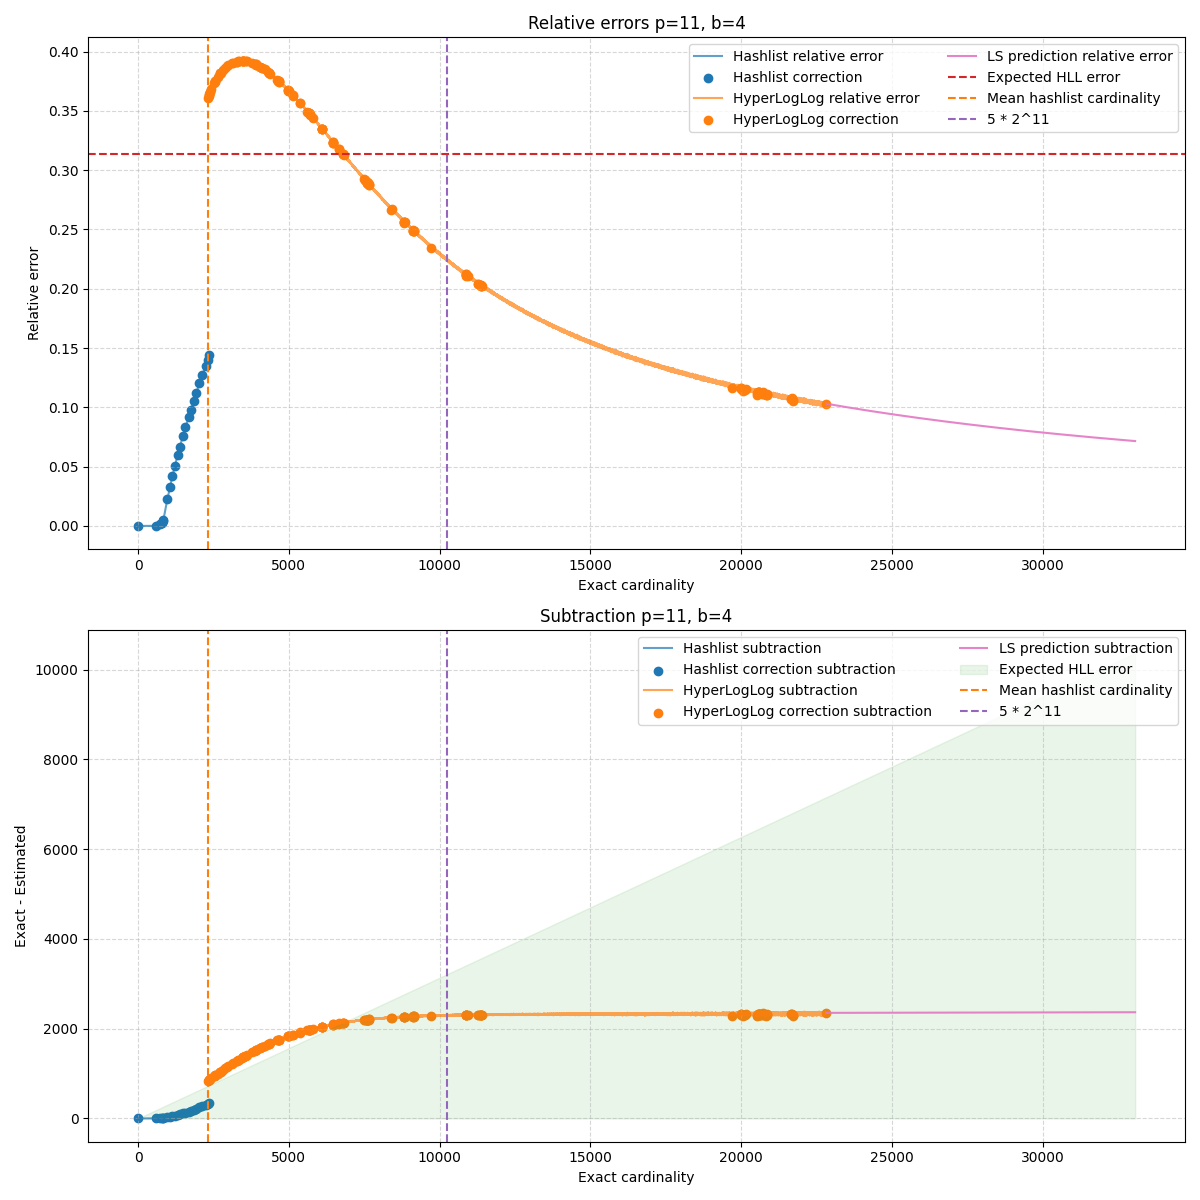 Relative errors p=11, b=4
Relative error
0.40
0.35
0.30
0.25
0.20
0.15
0.10
0.05
0.00
Hashlist relative error
Hashlist correction
HyperLogLog relative error
HyperLogLog correction
LS prediction relative error
Expected HLL error
Mean hashlist cardinality
5 * 2^11
0 5000 10000 15000 20000 25000 30000
Exact cardinality
Subtraction p=11, b=4
Exact - Estimated
10000
8000
6000
4000
2000
0
Hashlist subtraction
Hashlist correction subtraction
HyperLogLog subtraction
HyperLogLog correction subtraction
LS prediction subtraction
Expected HLL error
Mean hashlist cardinality
5 * 2^11
0 5000 10000 15000 20000 25000 30000
Exact cardinality